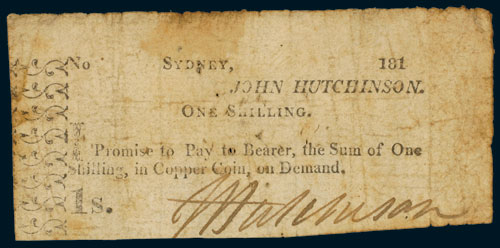 No SYDNEY, 181
JOHN HUTCHINSON.
ONE SHILLING.
I Promise to Pay to Bearer, the Sum of One
Shilling, in Copper Coin, on Demand.
1s. J Hutchinson